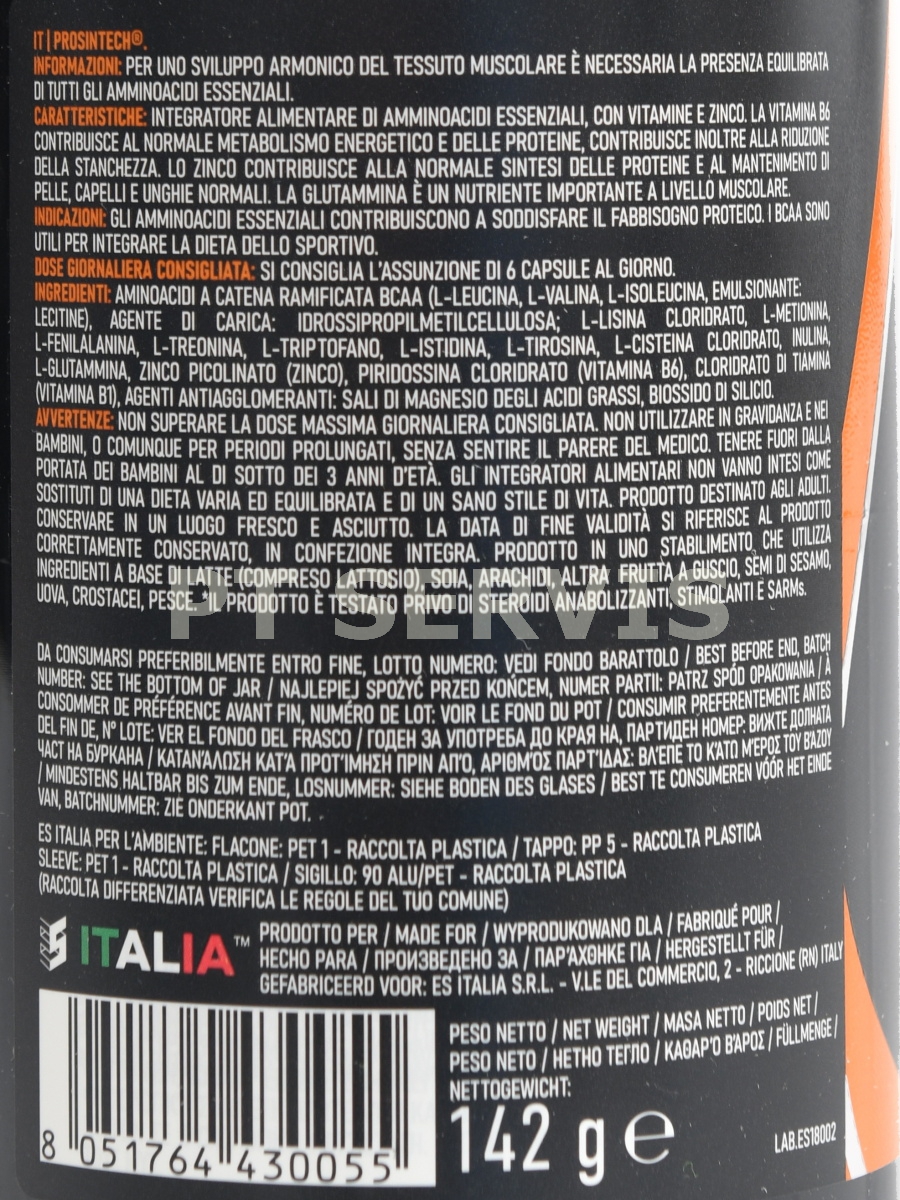 IT | PROSINTECH®.
INFORMAZIONI: PER UNO SVILUPPO ARMONICO DEL TESSUTO MUSCOLARE È NECESSARIA LA PRESENZA EQUILIBRATA
DI TUTTI GLI AMMINOACIDI ESSENZIALI.
CARATTERISTICHE: INTEGRATORE ALIMENTARE DI AMMINOACIDI ESSENZIALI, CON VITAMINE E ZINCO. LA VITAMINA B6
CONTRIBUISCE AL NORMALE METABOLISMO ENERGETICO E DELLE PROTEINE, CONTRIBUISCE INOLTRE ALLA RIDUZIONE
DELLA STANCHEZZA. LO ZINCO CONTRIBUISCE ALLA NORMALE SINTESI DELLE PROTEINE E AL MANTENIMENTO DI
PELLE, CAPELLI E UNGHIE NORMALI. LA GLUTAMMINA È UN NUTRIENTE IMPORTANTE A LIVELLO MUSCOLARE.
INDICAZIONI: GLI AMMINOACIDI ESSENZIALI CONTRIBUISCONO A SODDISFARE IL FABBISOGNO PROTEICO. I BCAA SONO
UTILI PER INTEGRARE LA DIETA DELLO SPORTIVO.
DOSE GIORNALIERA CONSIGLIATA: SI CONSIGLIA L'ASSUNZIONE DI 6 CAPSULE AL GIORNO.
INGREDIENTI: AMINOACIDI A CATENA RAMIFICATA BCAA (L-LEUCINA, L-VALINA, L-ISOLEUCINA, EMULSIONANTE:
LECITINE), AGENTE DI CARICA: IDROSSIPROPILMETILCELLULOSA; L-LISINA CLORIDRATO, L-METIONINA,
L-FENILALANINA, L-TREONINA, L-TRIPTOFANO, L-ISTIDINA, L-TIROSINA, L-CISTEINA CLORIDRATO, INULINA,
L-GLUTAMMINA, ZINCO PICOLINATO (ZINCO), PIRIDOSSINA CLORIDRATO (VITAMINA B6), CLORIDRATO DI TIAMINA
(VITAMINA B1), AGENTI ANTIAGGLOMERANTI: SALI DI MAGNESIO DEGLI ACIDI GRASSI, BIOSSIDO DI SILICIO.
AVVERTENZE: NON SUPERARE LA DOSE MASSIMA GIORNALIERA CONSIGLIATA. NON UTILIZZARE IN GRAVIDANZA E NEI
BAMBINI, O COMUNQUE PER PERIODI PROLUNGATI, SENZA SENTIRE IL PARERE DEL MEDICO. TENERE FUORI DALLA
PORTATA DEI BAMBINI AL DI SOTTO DEI 3 ANNI D'ETÀ. GLI INTEGRATORI ALIMENTARI NON VANNO INTESI COME
SOSTITUTI DI UNA DIETA VARIA ED EQUILIBRATA E DI UN SANO STILE DI VITA. PRODOTTO DESTINATO AGLI ADULTI.
CONSERVARE IN UN LUOGO FRESCO E ASCIUTTO. LA DATA DI FINE VALIDITÀ SI RIFERISCE AL PRODOTTO
CORRETTAMENTE CONSERVATO, IN CONFEZIONE INTEGRA. PRODOTTO IN UNO STABILIMENTO CHE UTILIZZA
INGREDIENTI A BASE DI LATTE (COMPRESO LATTOSIO), SOIA, ARACHIDI, ALTRA FRUTTA A GUSCIO, SEMI DI SESAMO,
UOVA, CROSTACEI, PESCE. IL PRODOTTO È TESTATO PRIVO DI STEROIDI ANABOLIZZANTI, STIMOLANTI E SARMs.
PT SERVIS
DA CONSUMARSI PREFERIBILMENTE ENTRO FINE, LOTTO NUMERO: VEDI FONDO BARATTOLO / BEST BEFORE END, BATCH
NUMBER: SEE THE BOTTOM OF JAR / NAJLEPIEJ SPOŻYĆ PRZED KOŃCEM, NUMER PARTII: PATRZ SPÓD OPAKOWANIA / À
CONSOMMER DE PRÉFÉRENCE AVANT FIN, NUMÉRO DE LOT: VOIR LE FOND DU POT / CONSUMIR PREFERENTEMENTE ANTES
DEL FIN DE, N° LOTE: VER EL FONDO DEL FRASCO / ГОДЕН ЗА УПОТРЕБА ДО КРАЯ НА, ПАРТИДЕН НОМЕР: ВИЖТЕ ДОЛНАТА
ЧАСТ НА БУРКАНА / ΚΑΤΑΝ'ΑΛΩΣΗ ΚΑΤ'Α ΠΡΟΤ'ΙΜΗΣΗ ΠΡΙΝ ΑΠ'Ο, ΑΡΙΘΜ'ΟΣ ΠΑΡΤ'ΙΔΑΣ: ΒΛ'ΕΠΕ ΤΟ Κ'ΑΤΩ Μ'ΕΡΟΣ ΤΟΥ Β'ΑΖΟΥ
/ MINDESTENS HALTBAR BIS ZUM ENDE, LOSNUMMER: SIEHE BODEN DES GLASES / BEST TE CONSUMEREN VÓÓR HET EINDE
VAN, BATCHNUMMER: ZIE ONDERKANT POT.
ES ITALIA PER L'AMBIENTE: FLACONE: PET 1 - RACCOLTA PLASTICA / TAPPO: PP 5 - RACCOLTA PLASTICA
SLEEVE: PET 1 - RACCOLTA PLASTICA / SIGILLO: 90 ALU/PET - RACCOLTA PLASTICA
(RACCOLTA DIFFERENZIATA VERIFICA LE REGOLE DEL TUO COMUNE)
ITALIA™
PRODOTTO PER / MADE FOR / WYPRODUKOWANO DLA / FABRIQUÉ POUR /
HECHO PARA / ПРОИЗВЕДЕНО ЗА / ΠΑΡ'ΑΧΘΗΚΕ ΓΙΑ / HERGESTELLT FÜR /
GEFABRICEERD VOOR: ES ITALIA S.R.L. - V.LE DEL COMMERCIO, 2 - RICCIONE (RN) ITALY
PESO NETTO / NET WEIGHT / MASA NETTO / POIDS NET /
PESO NETO / НЕТНО ТЕГЛО / ΚΑΘΑΡ'Ο Β'ΑΡΟΣ / FÜLLMENGE /
NETTOGEWICHT:
142 g ℮
LAB.ES18002
8 051764 430055